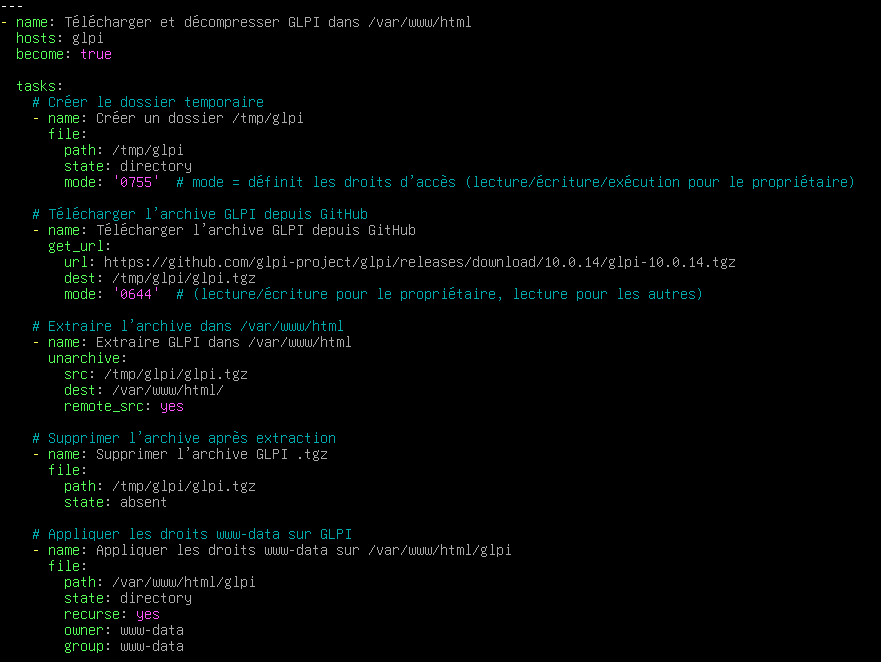 ---
- name: Télécharger et décompresser GLPI dans /var/www/html
  hosts: glpi
  become: true

  tasks:
    # Créer le dossier temporaire
    - name: Créer un dossier /tmp/glpi
      file:
        path: /tmp/glpi
        state: directory
        mode: '0755'  # mode = définit les droits d'accès (lecture/écriture/exécution pour le propriétaire)

    # Télécharger l'archive GLPI depuis GitHub
    - name: Télécharger l'archive GLPI depuis GitHub
      get_url:
        url: https://github.com/glpi-project/glpi/releases/download/10.0.14/glpi-10.0.14.tgz
        dest: /tmp/glpi/glpi.tgz
        mode: '0644'  # (lecture/écriture pour le propriétaire, lecture pour les autres)

    # Extraire l'archive dans /var/www/html
    - name: Extraire GLPI dans /var/www/html
      unarchive:
        src: /tmp/glpi/glpi.tgz
        dest: /var/www/html/
        remote_src: yes

    # Supprimer l'archive après extraction
    - name: Supprimer l'archive GLPI .tgz
      file:
        path: /tmp/glpi/glpi.tgz
        state: absent

    # Appliquer les droits www-data sur GLPI
    - name: Appliquer les droits www-data sur /var/www/html/glpi
      file:
        path: /var/www/html/glpi
        state: directory
        recurse: yes
        owner: www-data
        group: www-data